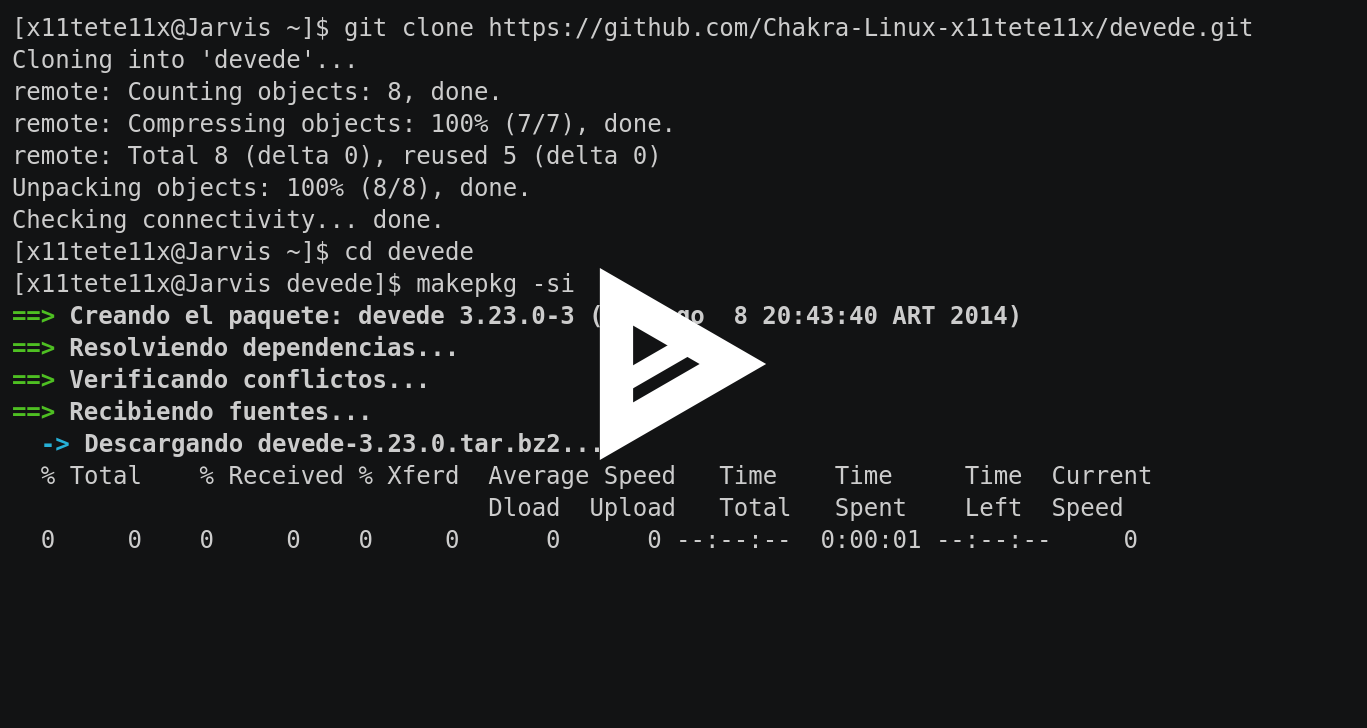 [x11tete11x@Jarvis ~]$ git clone https://github.com/Chakra-Linux-x11tete11x/devede.git
Cloning into 'devede'...
remote: Counting objects: 8, done.
remote: Compressing objects: 100% (7/7), done.
remote: Total 8 (delta 0), reused 5 (delta 0)
Unpacking objects: 100% (8/8), done.
Checking connectivity... done.
[x11tete11x@Jarvis ~]$ cd devede
[x11tete11x@Jarvis devede]$ makepkg -si
==> Creando el paquete: devede 3.23.0-3 ( 8 20:43:40 ART 2014)
==> Resolviendo dependencias...
==> Verificando conflictos...
==> Recibiendo fuentes...
  -> Descargando devede-3.23.0.tar.bz2...
  % Total    % Received % Xferd  Average Speed   Time    Time     Time  Current
                                 Dload  Upload   Total   Spent    Left  Speed
  0     0    0     0    0     0      0      0 --:--:--  0:00:01 --:--:--     0